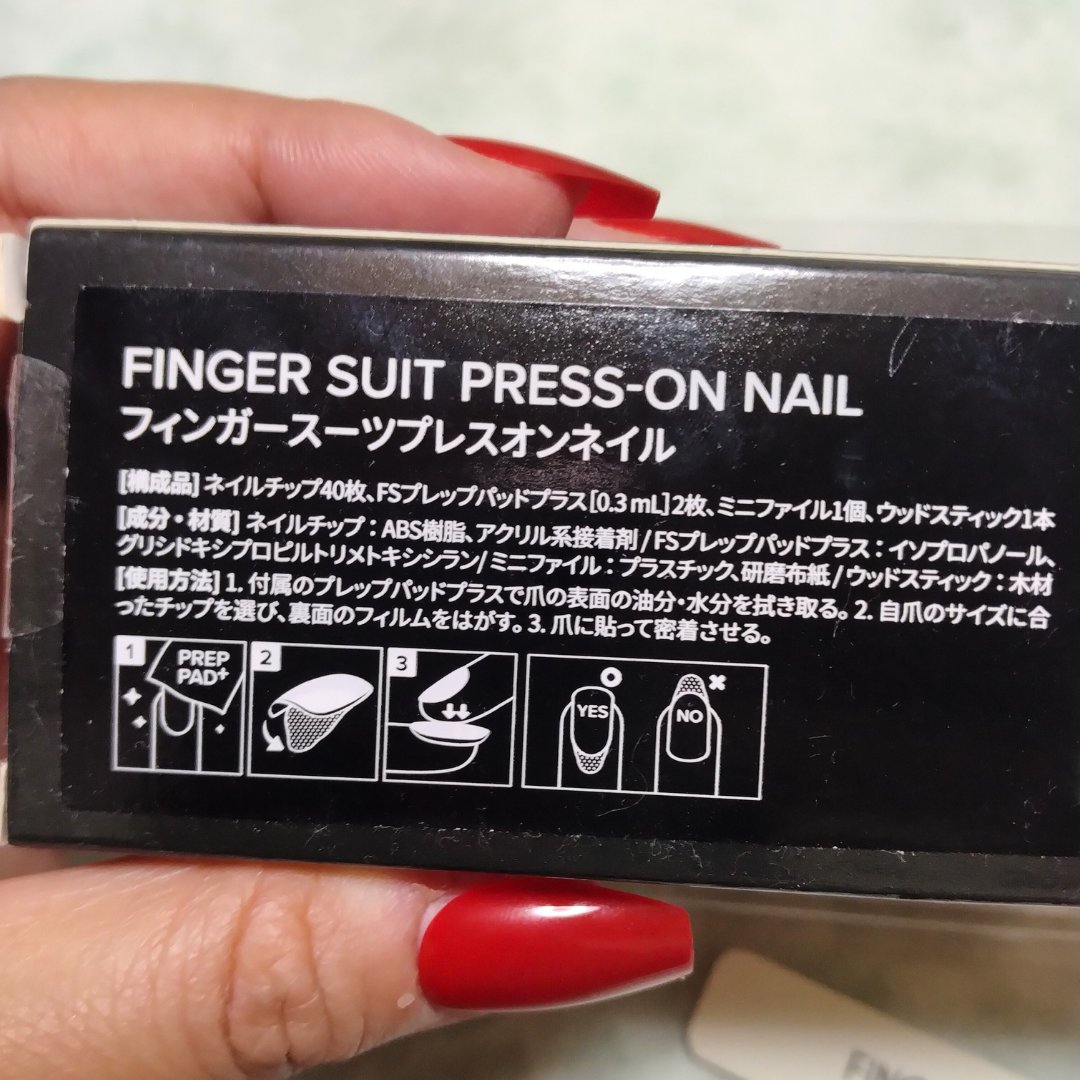 FINGER SUIT PRESS-ON NAIL
フィンガースーツプレスオンネイル
[構成品] ネイルチップ40枚、FSプレップパッドプラス[0.3 mL]2枚、ミニファイル1個、ウッドスティック1本
[成分・材質] ネイルチップ：ABS樹脂、アクリル系接着剤 / FSプレップパッドプラス：イソプロパノール、
グリシドキシプロピルトリメトキシシラン/ ミニファイル：プラスチック、研磨布紙 / ウッドスティック：木材
[使用方法] 1. 付属のプレップパッドプラスで爪の表面の油分・水分を拭き取る。2. 自爪のサイズに合
ったチップを選び、裏面のフィルムをはがす。3. 爪に貼って密着させる。
1 PREP PAD+ 2 3
YES NO
FING